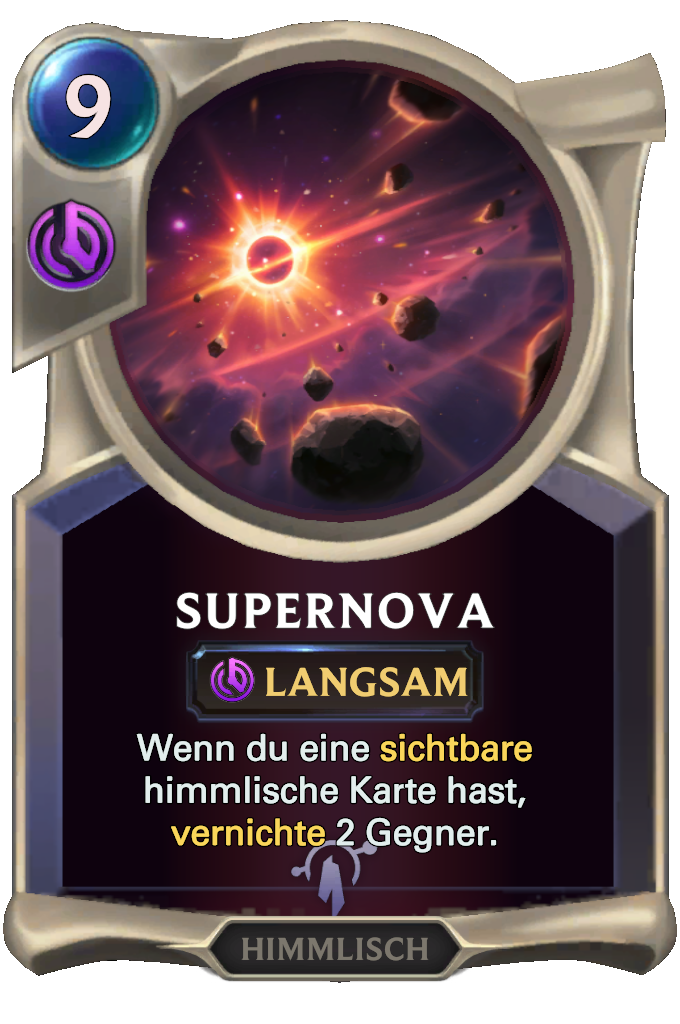 9
SUPERNOVA
LANGSAM
Wenn du eine sichtbare
himmlische Karte hast,
vernichte 2 Gegner.
HIMMLISCH